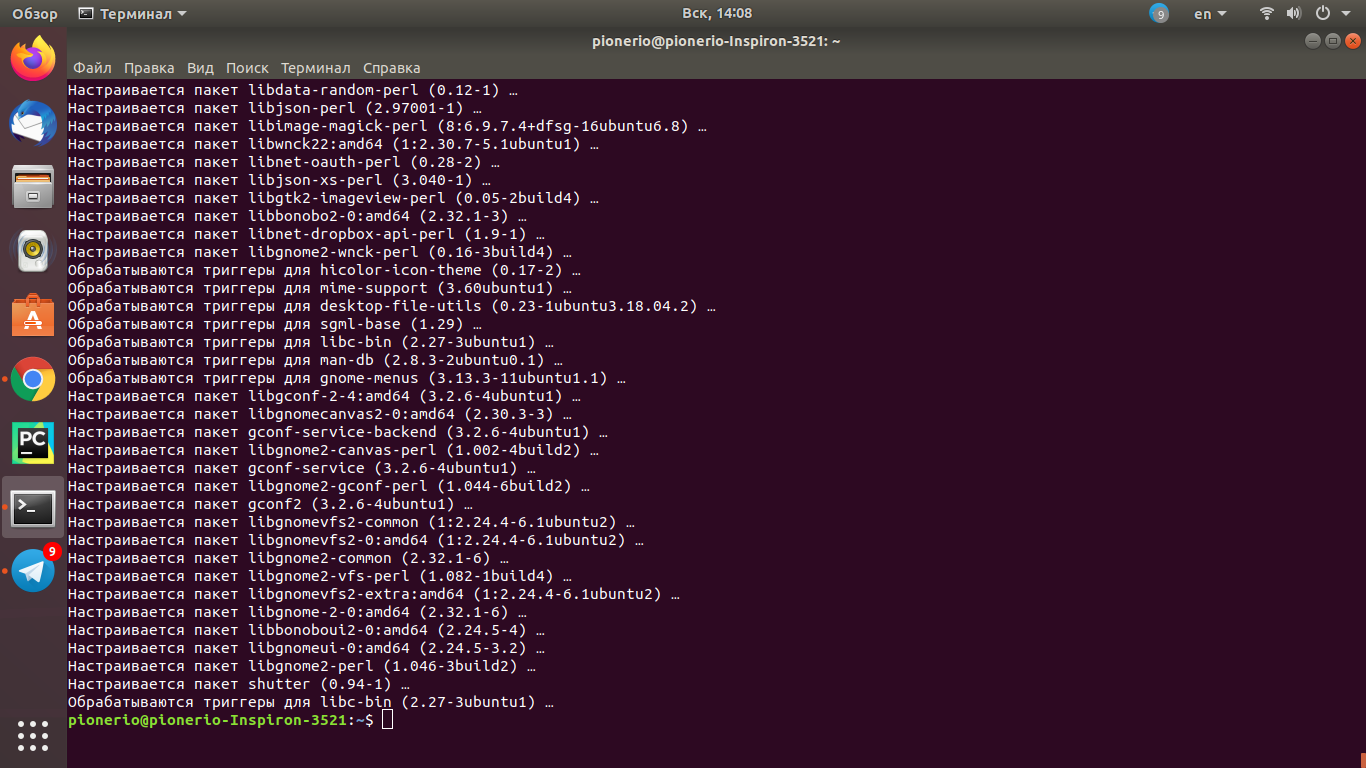 Обзор Терминал Вск, 14:08 9 en
pionerio@pionerio-Inspiron-3521: ~
Файл Правка Вид Поиск Терминал Справка
Настраивается пакет libdata-random-perl (0.12-1) …
Настраивается пакет libjson-perl (2.97001-1) …
Настраивается пакет libimage-magick-perl (8:6.9.7.4+dfsg-16ubuntu6.8) …
Настраивается пакет libwnck22:amd64 (1:2.30.7-5.1ubuntu1) …
Настраивается пакет libnet-oauth-perl (0.28-2) …
Настраивается пакет libjson-xs-perl (3.040-1) …
Настраивается пакет libgtk2-imageview-perl (0.05-2build4) …
Настраивается пакет libbonobo2-0:amd64 (2.32.1-3) …
Настраивается пакет libnet-dropbox-api-perl (1.9-1) …
Настраивается пакет libgnome2-wnck-perl (0.16-3build4) …
Обрабатываются триггеры для hicolor-icon-theme (0.17-2) …
Обрабатываются триггеры для mime-support (3.60ubuntu1) …
Обрабатываются триггеры для desktop-file-utils (0.23-1ubuntu3.18.04.2) …
Обрабатываются триггеры для sgml-base (1.29) …
Обрабатываются триггеры для libc-bin (2.27-3ubuntu1) …
Обрабатываются триггеры для man-db (2.8.3-2ubuntu0.1) …
Обрабатываются триггеры для gnome-menus (3.13.3-11ubuntu1.1) …
Настраивается пакет libgconf-2-4:amd64 (3.2.6-4ubuntu1) …
Настраивается пакет libgnomecanvas2-0:amd64 (2.30.3-3) …
Настраивается пакет gconf-service-backend (3.2.6-4ubuntu1) …
Настраивается пакет libgnome2-canvas-perl (1.002-4build2) …
Настраивается пакет gconf-service (3.2.6-4ubuntu1) …
Настраивается пакет libgnome2-gconf-perl (1.044-6build2) …
Настраивается пакет gconf2 (3.2.6-4ubuntu1) …
Настраивается пакет libgnomevfs2-common (1:2.24.4-6.1ubuntu2) …
Настраивается пакет libgnomevfs2-0:amd64 (1:2.24.4-6.1ubuntu2) …
Настраивается пакет libgnome2-common (2.32.1-6) …
Настраивается пакет libgnome2-vfs-perl (1.082-1build4) …
Настраивается пакет libgnomevfs2-extra:amd64 (1:2.24.4-6.1ubuntu2) …
Настраивается пакет libgnome-2-0:amd64 (2.32.1-6) …
Настраивается пакет libbonoboui2-0:amd64 (2.24.5-4) …
Настраивается пакет libgnomeui-0:amd64 (2.24.5-3.2) …
Настраивается пакет libgnome2-perl (1.046-3build2) …
Настраивается пакет shutter (0.94-1) …
Обрабатываются триггеры для libc-bin (2.27-3ubuntu1) …
pionerio@pionerio-Inspiron-3521:~$
PC
9